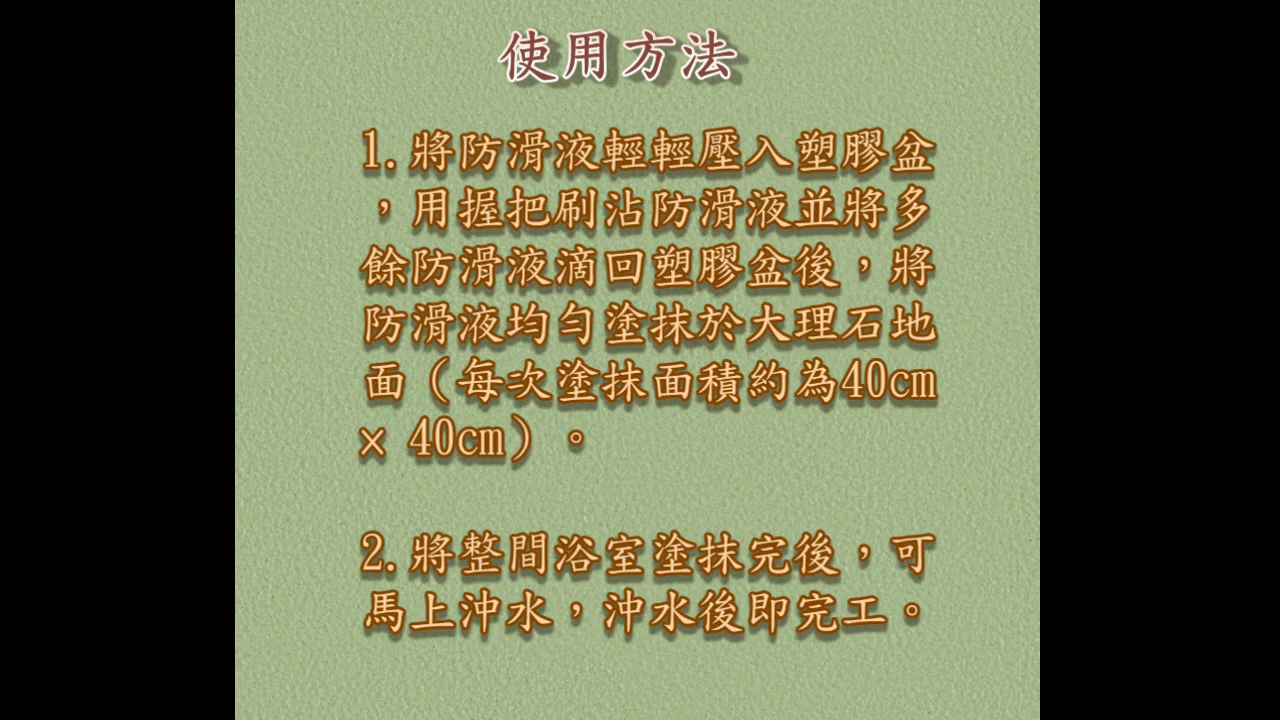 使用方法
1.將防滑液輕輕壓入塑膠盆
，用握把刷沾防滑液並將多
餘防滑液滴回塑膠盆後，將
防滑液均勻塗抹於大理石地
面（每次塗抹面積約為40cm
× 40cm）。
2.將整間浴室塗抹完後，可
馬上沖水，沖水後即完工。